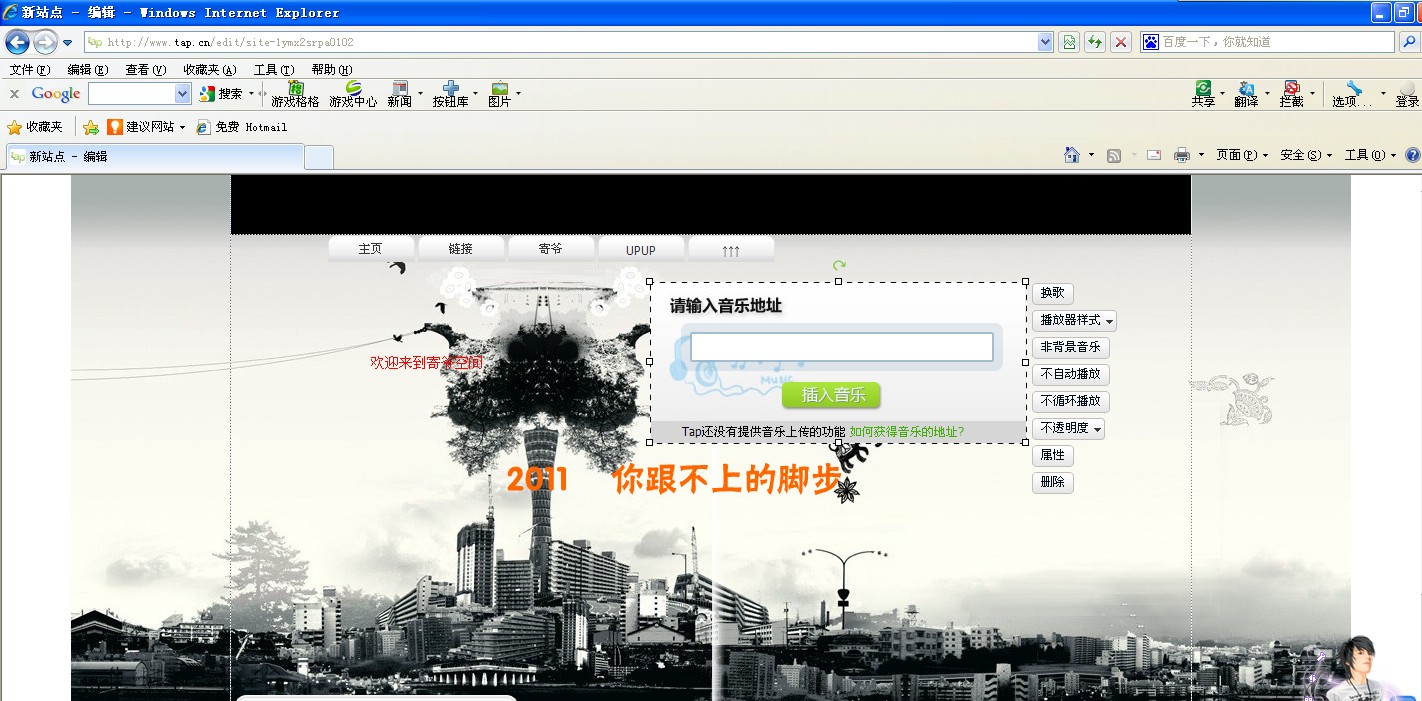 新站点 - 编辑 - Windows Internet Explorer
http://www.tap.cn/edit/site-1ymx2srpa0102
百度一下，你就知道
文件(F) 编辑(E) 查看(V) 收藏夹(A) 工具(T) 帮助(H)
x Google 搜索 游戏格格 游戏中心 新闻 按钮库 图片 共享 翻译 拦截 选项... 登录
收藏夹 建议网站 免费 Hotmail
新站点 - 编辑
页面(P) 安全(S) 工具(O)
主页 链接 寄爷 UPUP ↑↑↑
请输入音乐地址
换歌
播放器样式
非背景音乐
欢迎来到寄爷空间
不自动播放
Music
插入音乐
不循环播放
不透明度
Tap还没有提供音乐上传的功能 如何获得音乐的地址?
属性
2011 你跟不上的脚步
删除